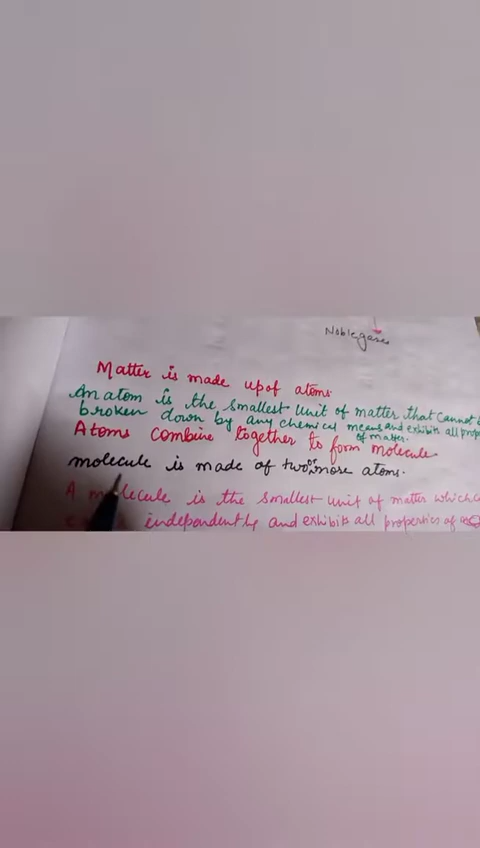 Noble gases
Matter is made up of atoms.
An atom is the smallest unit of matter that cannot
broken down by any chemical means and exhibits all
of matter.
Atoms combine together to form molecule
molecule is made of two or more atoms.
A molecule is the smallest unit of matter which
independently and exhibits all properties of